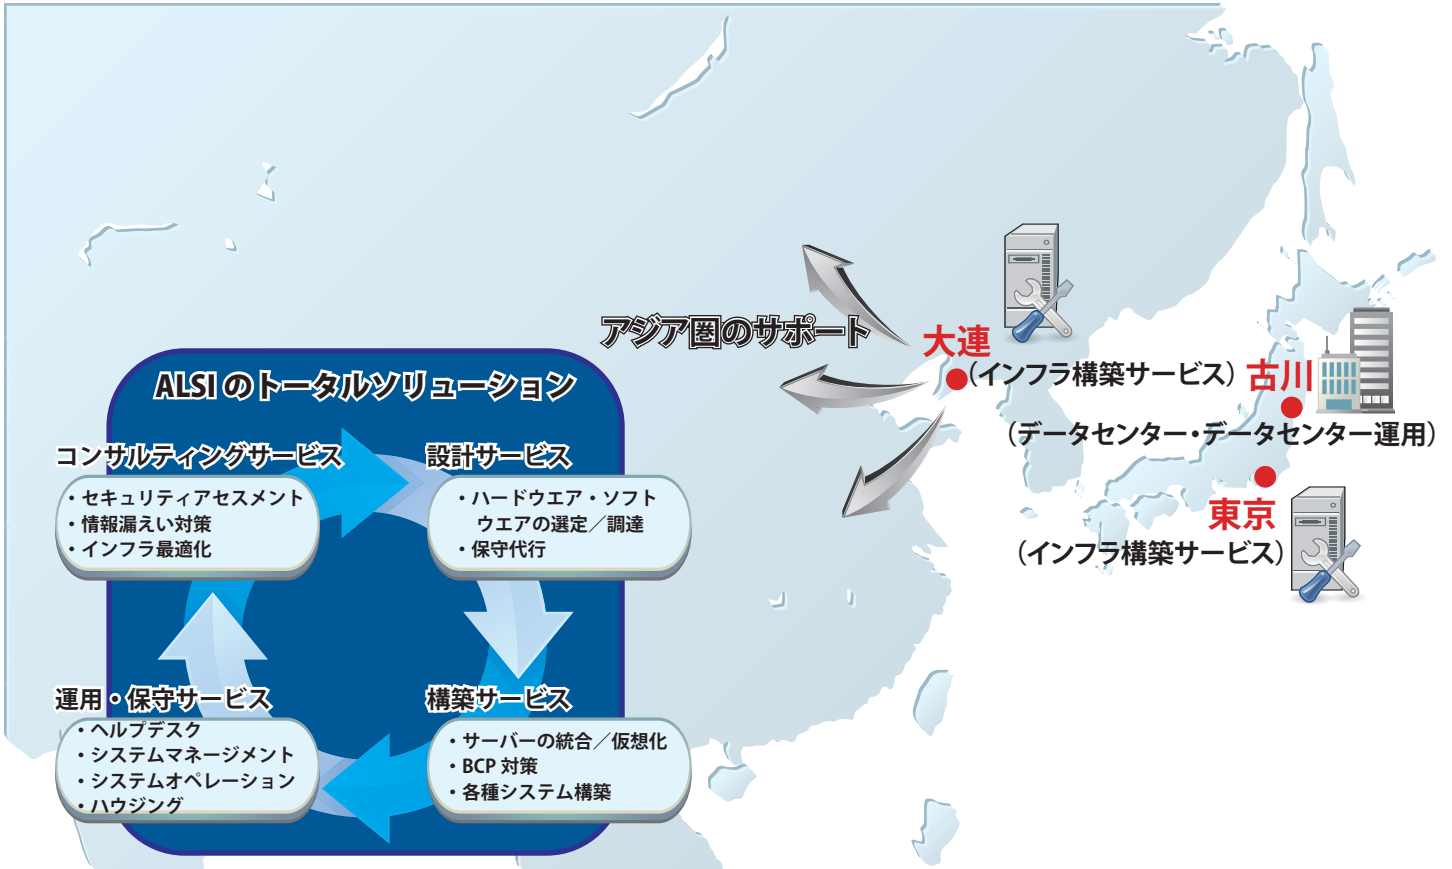 アジア圏のサポート
大連
(インフラ構築サービス)
古川
(データセンター・データセンター運用)
東京
(インフラ構築サービス)
ALSI のトータルソリューション
コンサルティングサービス
・セキュリティアセスメント
・情報漏えい対策
・インフラ最適化
設計サービス
・ハードウエア・ソフト
ウエアの選定／調達
・保守代行
運用・保守サービス
・ヘルプデスク
・システムマネージメント
・システムオペレーション
・ハウジング
構築サービス
・サーバーの統合／仮想化
・BCP 対策
・各種システム構築